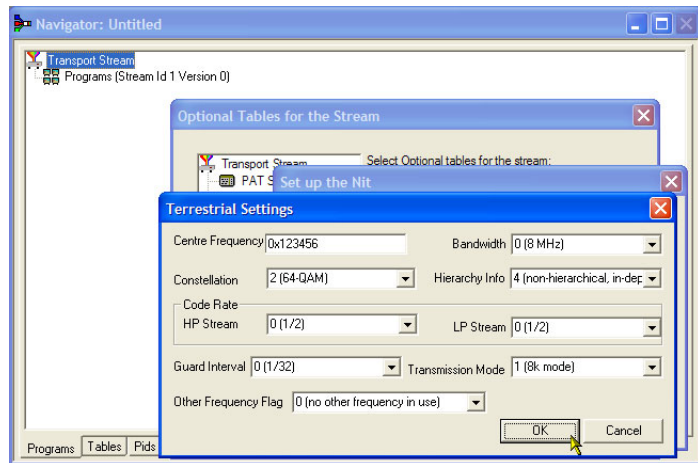 Navigator: Untitled
Transport Stream
Programs (Stream Id 1 Version 0)
Optional Tables for the Stream
Transport Stream
Select Optional tables for the stream:
PAT
Set up the Nit
Terrestrial Settings
Centre Frequency 0x123456 Bandwidth 0 (8 MHz)
Constellation 2 (64-QAM) Hierarchy Info 4 (non-hierarchical, in-dep
Code Rate
HP Stream 0 (1/2) LP Stream 0 (1/2)
Guard Interval 0 (1/32) Transmission Mode 1 (8k mode)
Other Frequency Flag 0 (no other frequency in use)
OK Cancel
Programs Tables Pids